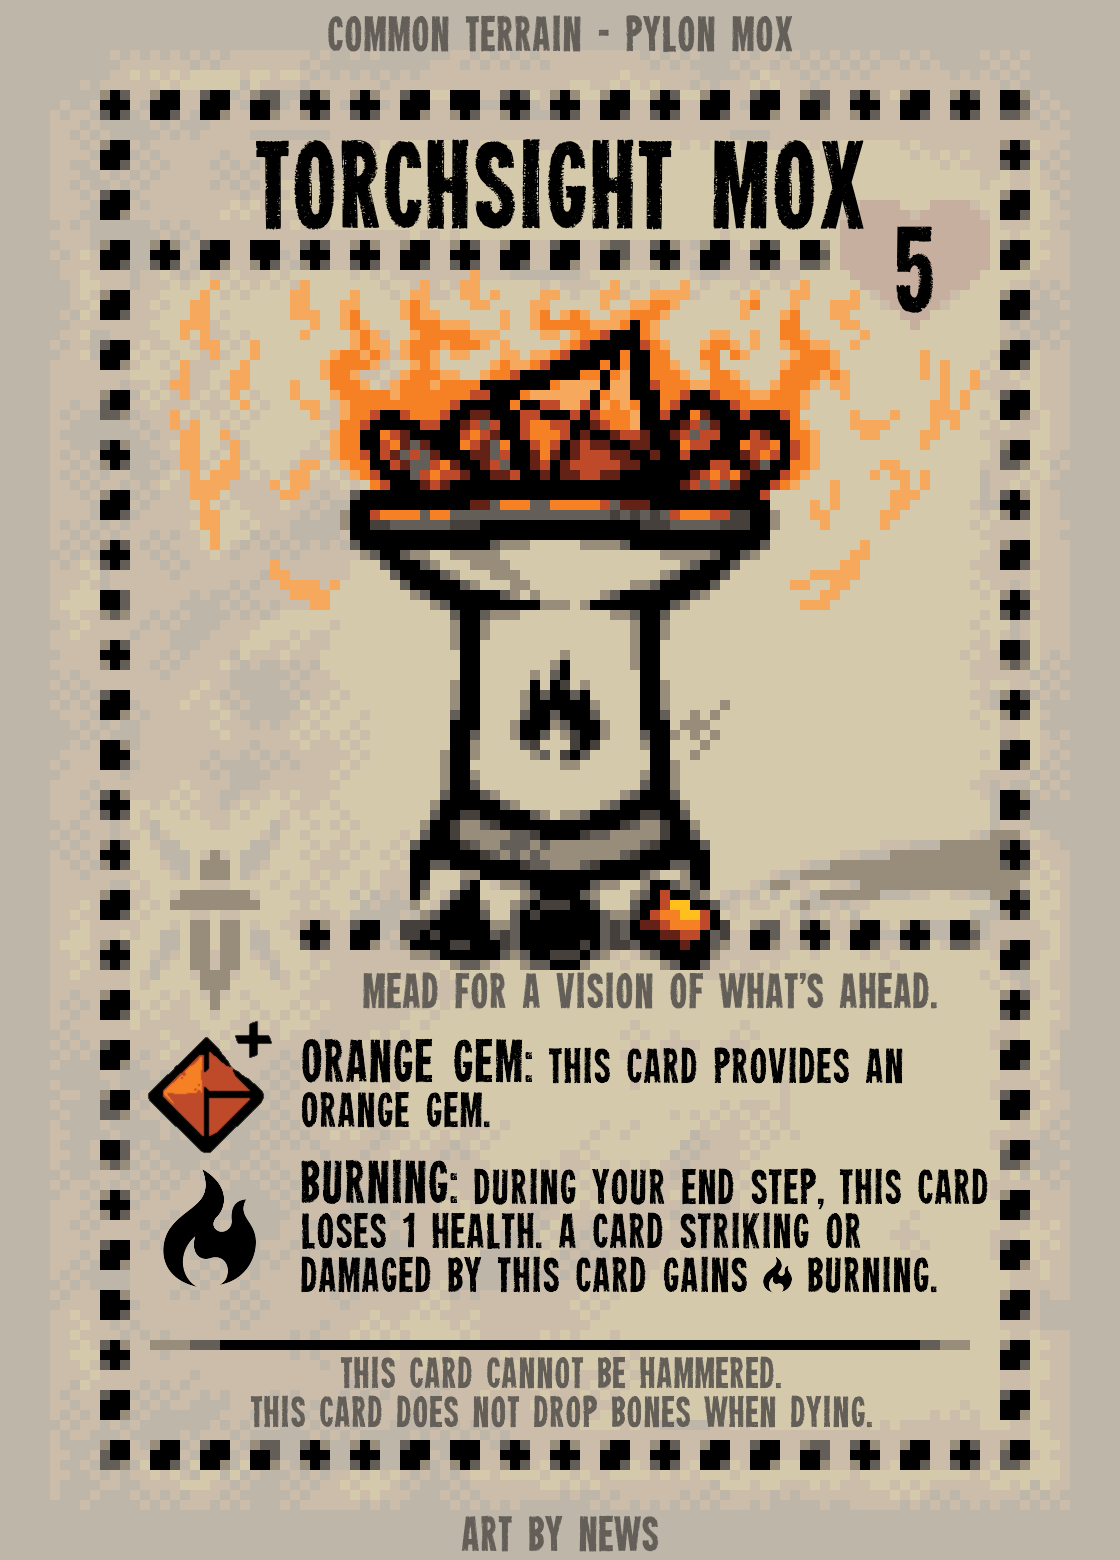 COMMON TERRAIN - PYLON MOX
TORCHSIGHT MOX
5
MEAD FOR A VISION OF WHAT'S AHEAD.
ORANGE GEM: THIS CARD PROVIDES AN
ORANGE GEM.
BURNING: DURING YOUR END STEP, THIS CARD
LOSES 1 HEALTH. A CARD STRIKING OR
DAMAGED BY THIS CARD GAINS BURNING.
THIS CARD CANNOT BE HAMMERED.
THIS CARD DOES NOT DROP BONES WHEN DYING.
ART BY NEWS